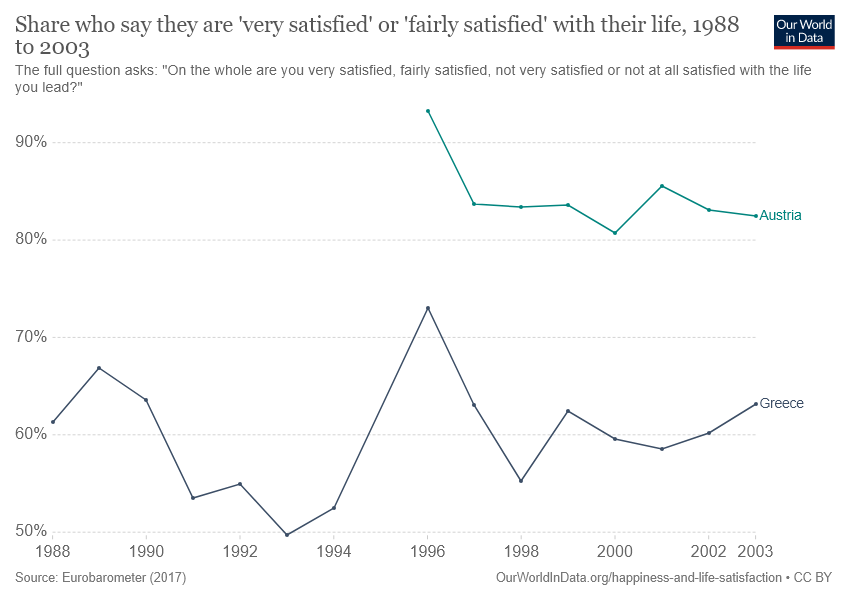 Share who say they are 'very satisfied' or 'fairly satisfied' with their life, 1988
to 2003
Our World
in Data
The full question asks: "On the whole are you very satisfied, fairly satisfied, not very satisfied or not at all satisfied with the life
you lead?"
90%
80%
70%
60%
50%
Austria
Greece
1988 1990 1992 1994 1996 1998 2000 2002 2003
Source: Eurobarometer (2017)
OurWorldInData.org/happiness-and-life-satisfaction • CC BY